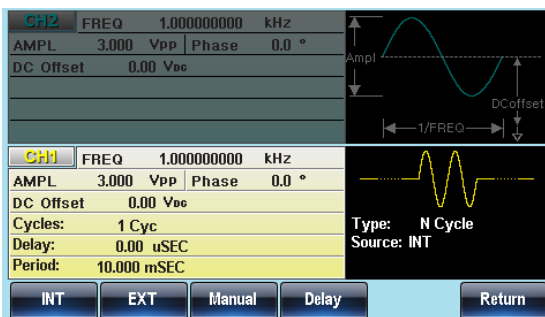 CH2 FREQ 1.000000000 kHz
AMPL 3.000 VPP Phase 0.0 °
DC Offset 0.00 VDC
Ampl
DCoffset
1/FREQ
CH1 FREQ 1.000000000 kHz
AMPL 3.000 VPP Phase 0.0 °
DC Offset 0.00 VDC
Cycles: 1 Cyc
Delay: 0.00 uSEC
Period: 10.000 mSEC
Type: N Cycle
Source: INT
INT EXT Manual Delay Return